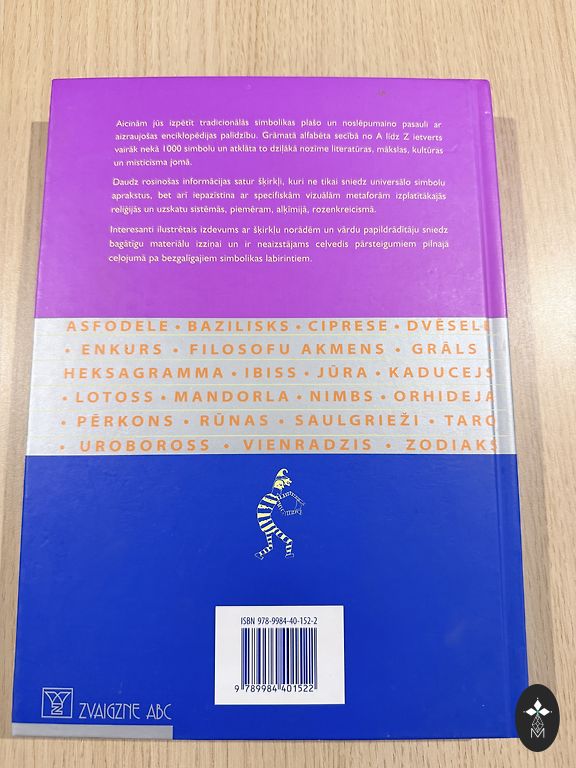 Aicinām jūs izpētīt tradicionālās simbolikas plašo un noslēpumaino pasauli ar
aizraujošas enciklopēdijas palīdzību. Grāmatā alfabēta secībā no A līdz Z ietverts
vairāk nekā 1000 simbolu un atklāta to dziļākā nozīme literatūras, mākslas, kultūras
un misticisma jomā.
Daudz rosinošas informācijas satur šķirkļi, kuri ne tikai sniedz universālo simbolu
aprakstus, bet arī iepazīstina ar specifiskām vizuālām metaforām izplatītākajās
reliģijās un uzskatu sistēmās, piemēram, alķīmijā, rozenkreicismā.
Interesanti ilustrētais izdevums ar šķirkļu norādēm un vārdu papildrādītāju sniedz
bagātīgu materiālu izziņai un ir neaizstājams ceļvedis pārsteigumiem pilnajā
ceļojumā pa bezgalīgajiem simbolikas labirintiem.
ASFODELE • BAZILISKS • CIPRESE • DVĒSELE
• ENKURS • FILOSOFU AKMENS • GRĀLS
HEKSAGRAMMA • IBISS • JŪRA • KADUCEJS
• LOTOSS • MANDORLA • NIMBS • ORHIDEJA
• PĒRKONS • RŪNAS • SAULGRIEŽI • TARO
• UROBOROSS • VIENRADZIS • ZODIAKS
ISBN 978-9984-40-152-2
9 789984 401522
ZVAIGZNE ABC